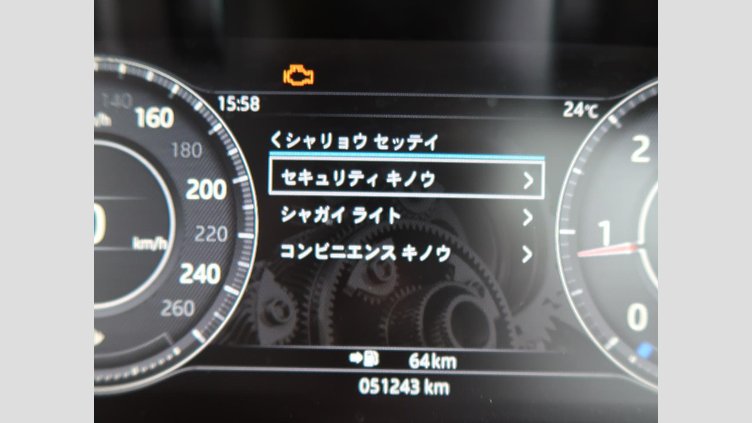 140
160
km/h
180
200
220
km/h
240
260
15:58
24℃
シャリョウ セッテイ
セキュリティ キノウ
シャガイ ライト
コンビニエンス キノウ
64km
051243 km
2
1
0